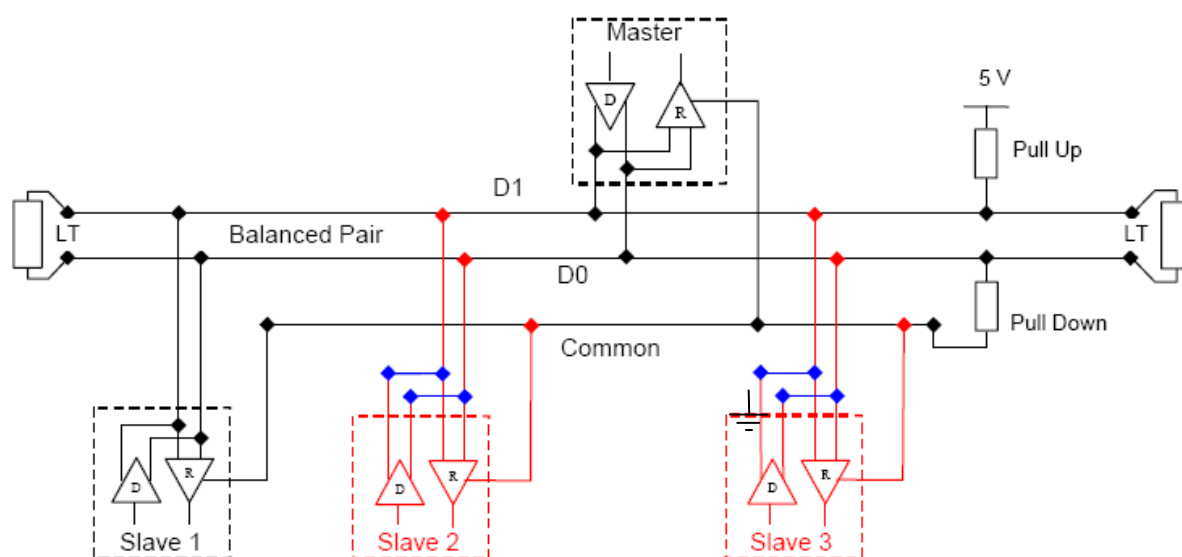 Master
D
R
5 V
Pull Up
D1
LT
Balanced Pair
LT
D0
Pull Down
Common
D
R
Slave 1
D
R
Slave 2
D
R
Slave 3